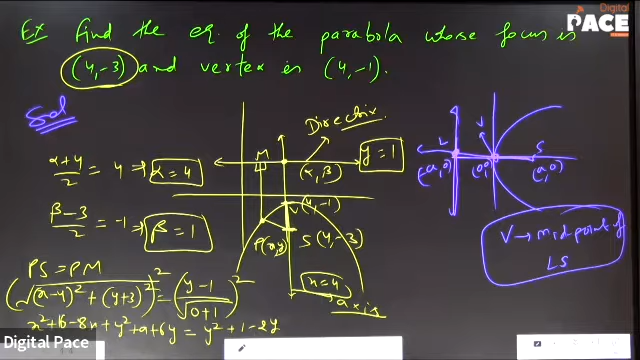 Ex Find the eq. of the parabola whose focus is
(4,-3) and vertex is (4,-1).
Sol
α+4/2 = 4 ⇒ α=4
β-3/2 = -1 ⇒ β=1
PS = PM
(√(x-4)² + (y+3)²)² = (y-1/√0+1)²
x²+16-8x+y²+9+6y = y²+1-2y
Directrix
M
(α,β)
y=1
V(4,-1)
P(x,y)
S(4,-3)
x=4
axis
L
V
S
(-a,0)
(0,0)
(a,0)
V→midpoint of
LS
Digital
PACE
Digital Pace